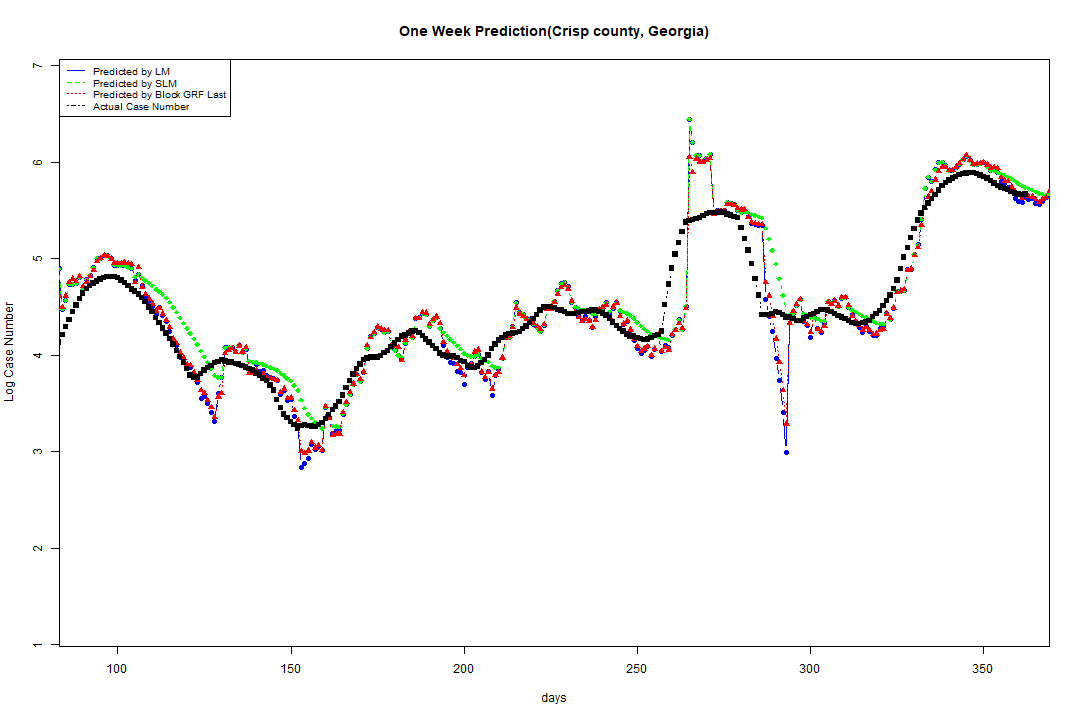 One Week Prediction(Crisp county, Georgia)
7
Predicted by LM
Predicted by SLM
Predicted by Block GRF Last
Actual Case Number
6
5
4
3
2
1
Log Case Number
100 150 200 250 300 350
days